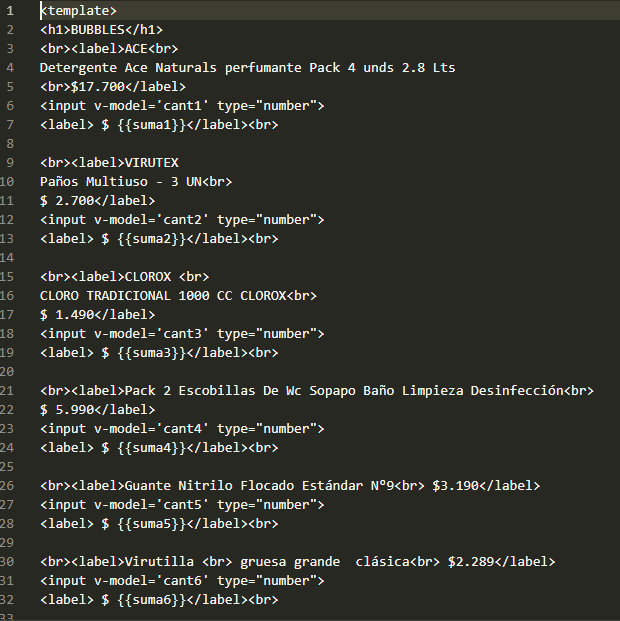 1 <template>
2 <h1>BUBBLES</h1>
3 <br><label>ACE<br>
4 Detergente Ace Naturals perfumante Pack 4 unds 2.8 Lts
5 <br>$17.700</label>
6 <input v-model='cant1' type="number">
7 <label> $ {{suma1}}</label><br>
8
9 <br><label>VIRUTEX
10 Paños Multiuso - 3 UN<br>
11 $ 2.700</label>
12 <input v-model='cant2' type="number">
13 <label> $ {{suma2}}</label><br>
14
15 <br><label>CLOROX <br>
16 CLORO TRADICIONAL 1000 CC CLOROX<br>
17 $ 1.490</label>
18 <input v-model='cant3' type="number">
19 <label> $ {{suma3}}</label><br>
20
21 <br><label>Pack 2 Escobillas De Wc Sopapo Baño Limpieza Desinfección<br>
22 $ 5.990</label>
23 <input v-model='cant4' type="number">
24 <label> $ {{suma4}}</label><br>
25
26 <br><label>Guante Nitrilo Flocado Estándar Nº9<br> $3.190</label>
27 <input v-model='cant5' type="number">
28 <label> $ {{suma5}}</label><br>
29
30 <br><label>Virutilla <br> gruesa grande  clásica<br> $2.289</label>
31 <input v-model='cant6' type="number">
32 <label> $ {{suma6}}</label><br>
33